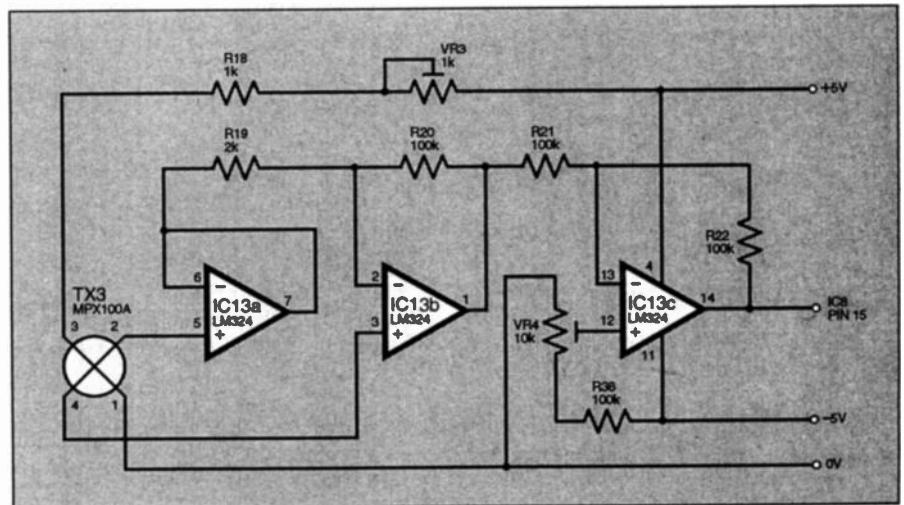 R18
1k
VR3
1k
+5V
R19
2k
R20
100k
R21
100k
R22
100k
TX3
MPX100A
3
2
4
1
6
5
7
IC13a
LM324
2
3
1
IC13b
LM324
13
12
4
11
14
IC13c
LM324
IC8
PIN 15
VR4
10k
R36
100k
-5V
0V